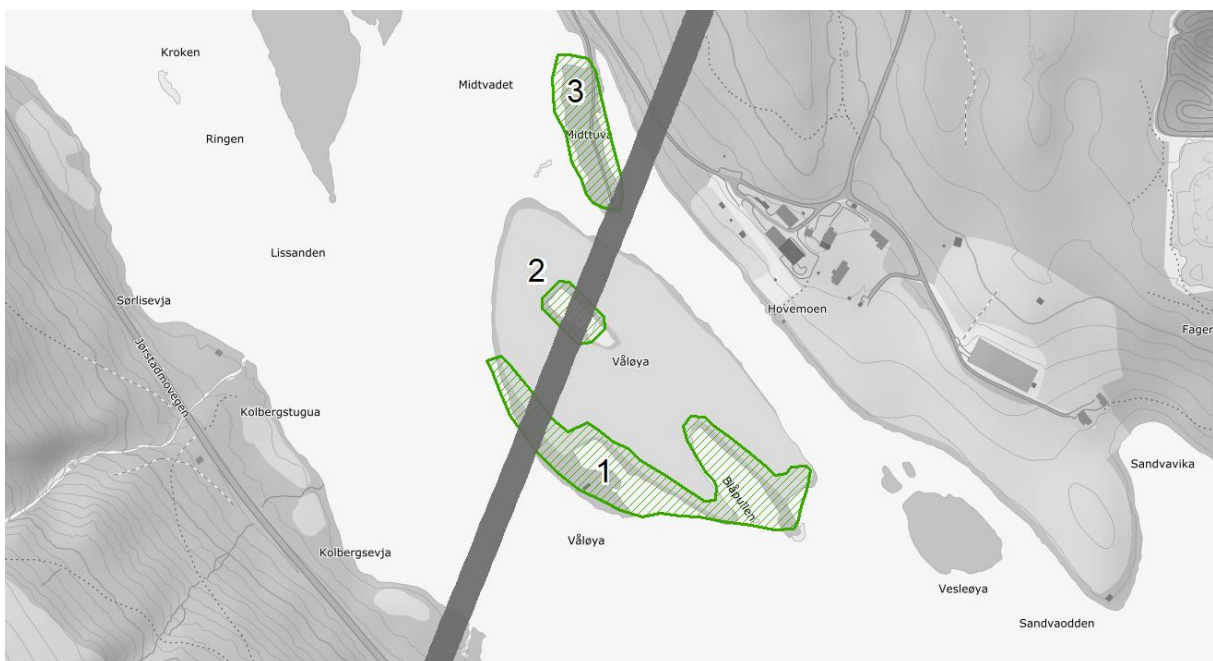 Kroken
Midtvadet
3
Ringen
Midttuva
Lissanden
2
Sørlisevja
Hovemoen
Fager
Jørstadmovegen
Våløya
Kolbergstugua
1
Blåpullen
Sandvavika
Våløya
Kolbergsevja
Vesleøya
Sandvaodden